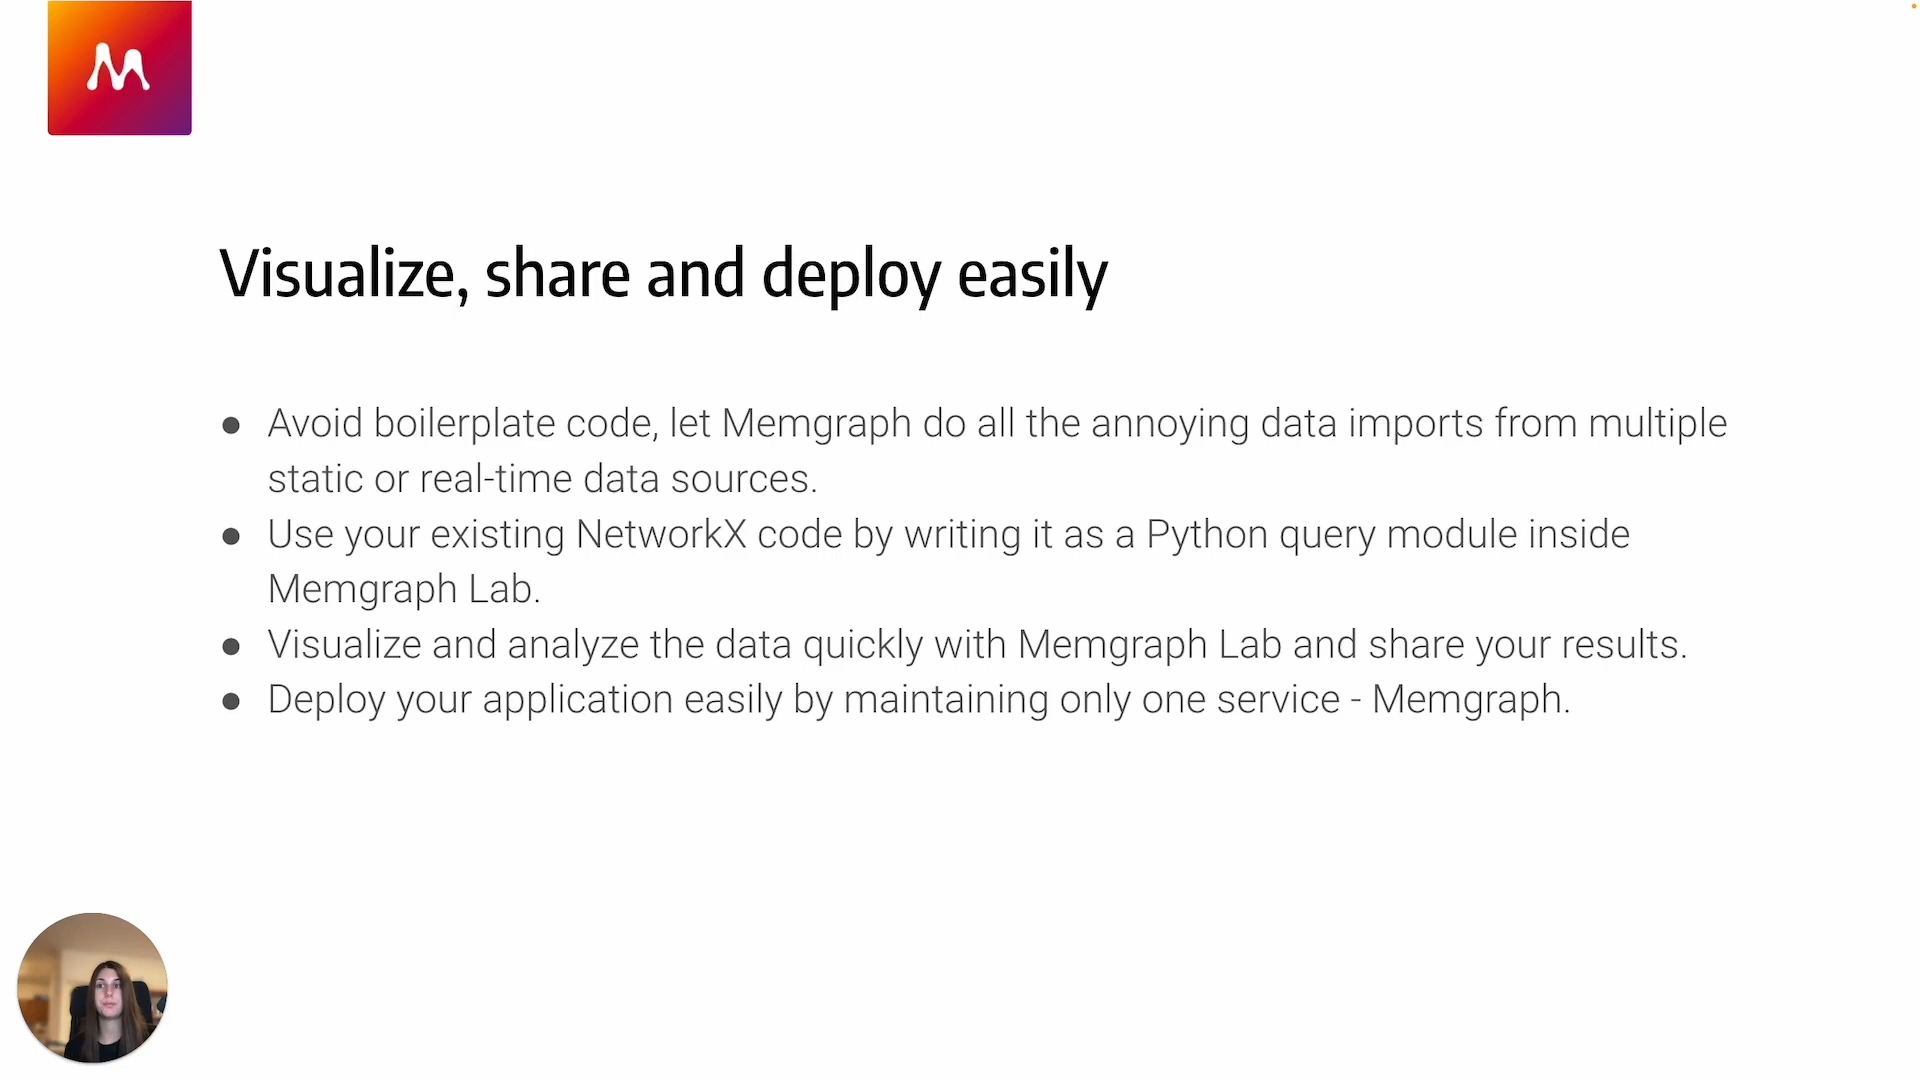 Visualize, share and deploy easily
● Avoid boilerplate code, let Memgraph do all the annoying data imports from multiple
static or real-time data sources.
● Use your existing NetworkX code by writing it as a Python query module inside
Memgraph Lab.
● Visualize and analyze the data quickly with Memgraph Lab and share your results.
● Deploy your application easily by maintaining only one service - Memgraph.